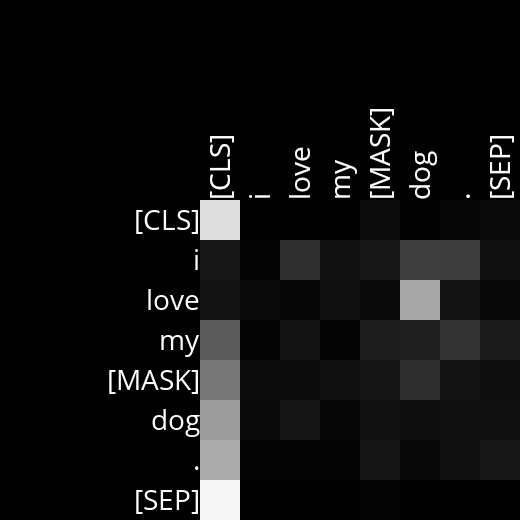 [CLS] i love my [MASK] dog . [SEP]
[CLS]
i
love
my
[MASK]
dog
.
[SEP]